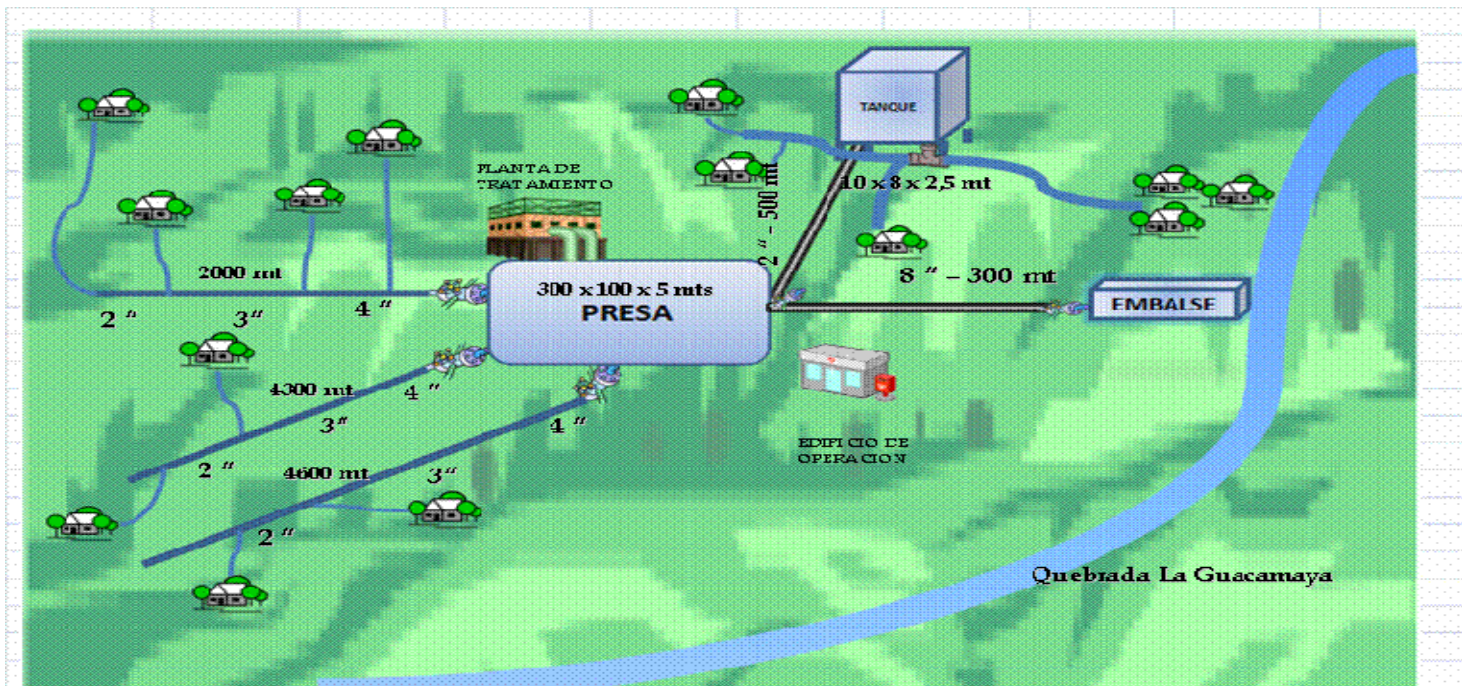 TANQUE
PLANTA DE
TRATAMIENTO
10 x 8 x 2,5 mt
2 " – 500 mt
8 " – 300 mt
2000 mt
2 "
3"
4 "
300 x 100 x 5 mts
PRESA
EMBALSE
4300 mt
4 "
3"
2 "
4600 mt
4 "
3"
2 "
EDIFICIO DE
OPERACION
Quebrada La Guacamaya